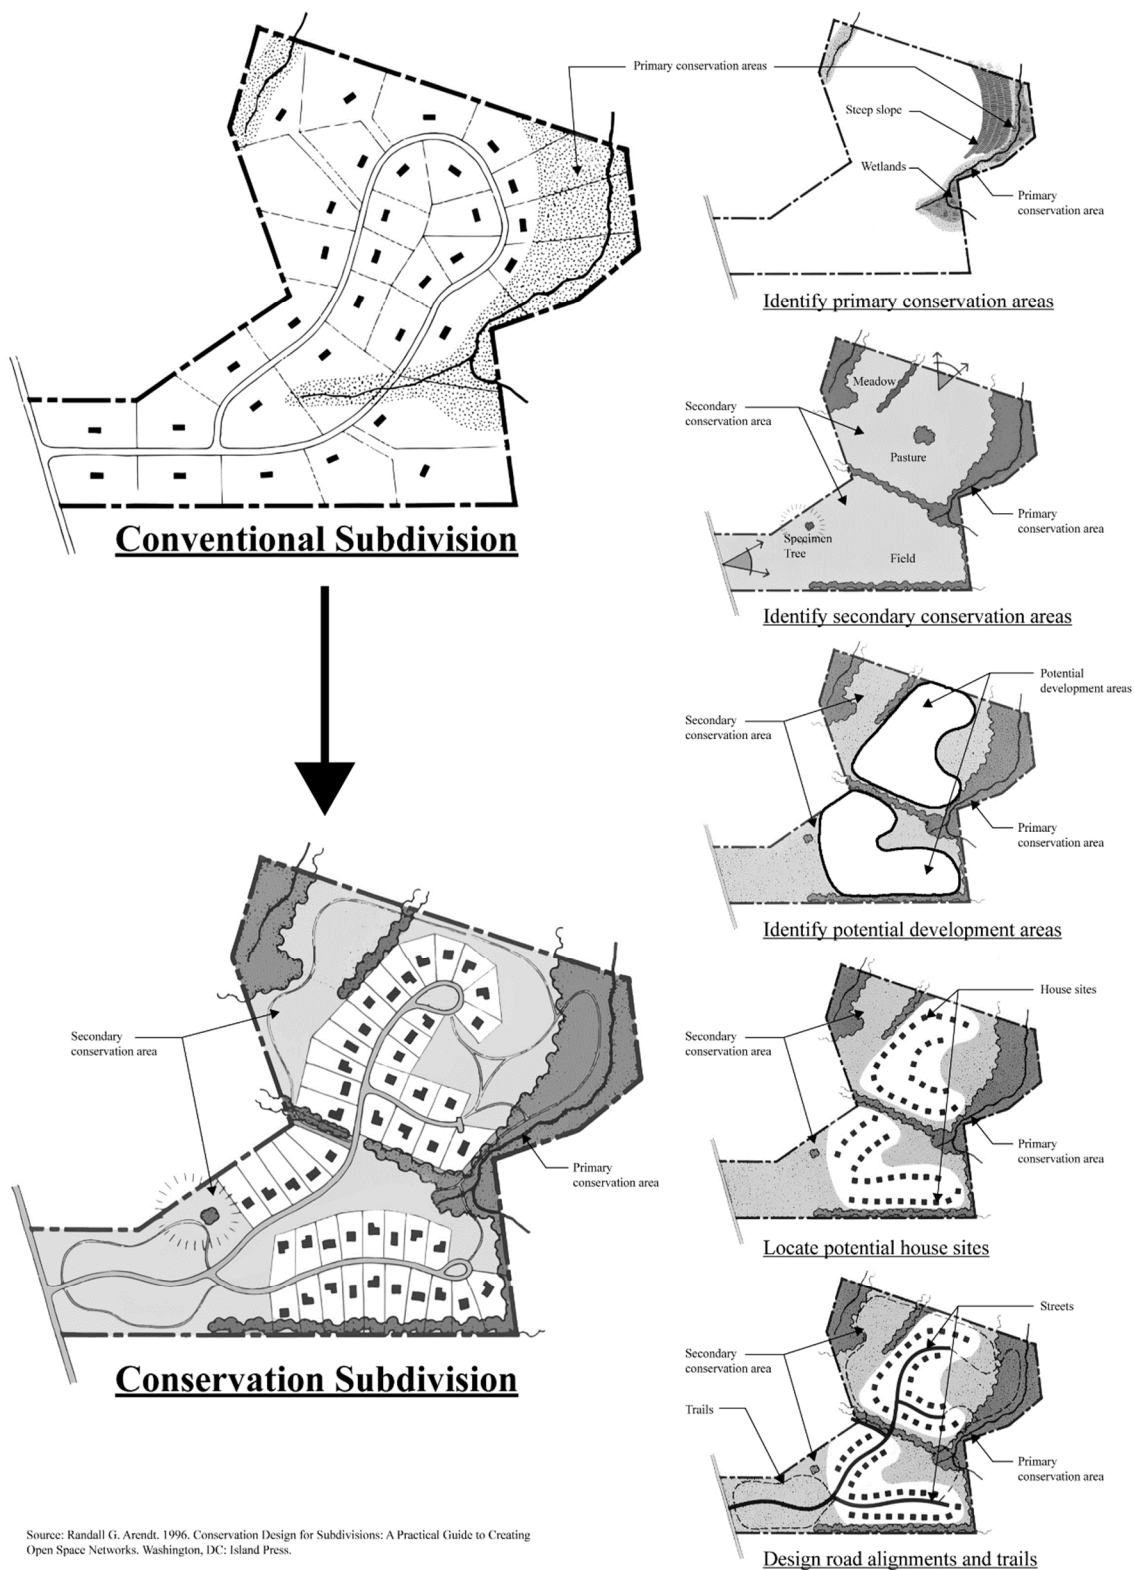 Primary conservation areas
Steep slope
Wetlands
Primary
conservation area
Identify primary conservation areas
Conventional Subdivision
Meadow
Secondary
conservation area
Pasture
Primary
conservation area
Specimen
Tree
Field
Identify secondary conservation areas
Potential
development areas
Secondary
conservation area
Primary
conservation area
Identify potential development areas
House sites
Secondary
conservation area
Primary
conservation area
Locate potential house sites
Secondary
conservation area
Primary
conservation area
Conservation Subdivision
Streets
Secondary
conservation area
Trails
Primary
conservation area
Design road alignments and trails
Source: Randall G. Arendt. 1996. Conservation Design for Subdivisions: A Practical Guide to Creating
Open Space Networks. Washington, DC: Island Press.